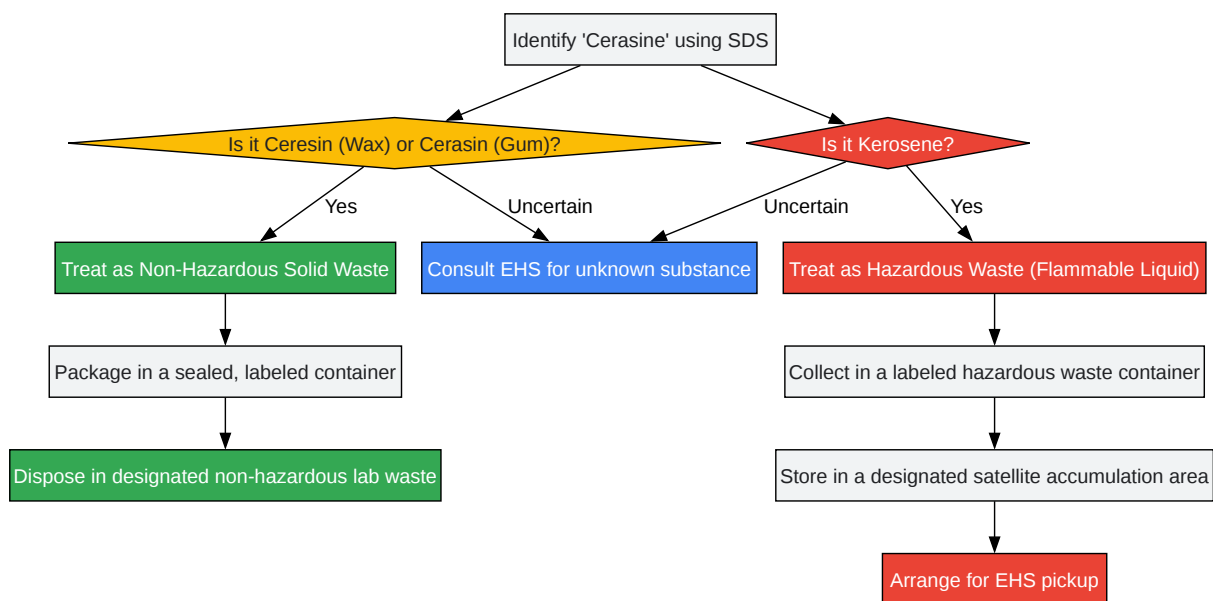 Identify 'Cerasine' using SDS
Is it Ceresin (Wax) or Cerasin (Gum)?
Is it Kerosene?
Yes
Uncertain
Uncertain
Yes
Treat as Non-Hazardous Solid Waste
Consult EHS for unknown substance
Treat as Hazardous Waste (Flammable Liquid)
Package in a sealed, labeled container
Collect in a labeled hazardous waste container
Dispose in designated non-hazardous lab waste
Store in a designated satellite accumulation area
Arrange for EHS pickup